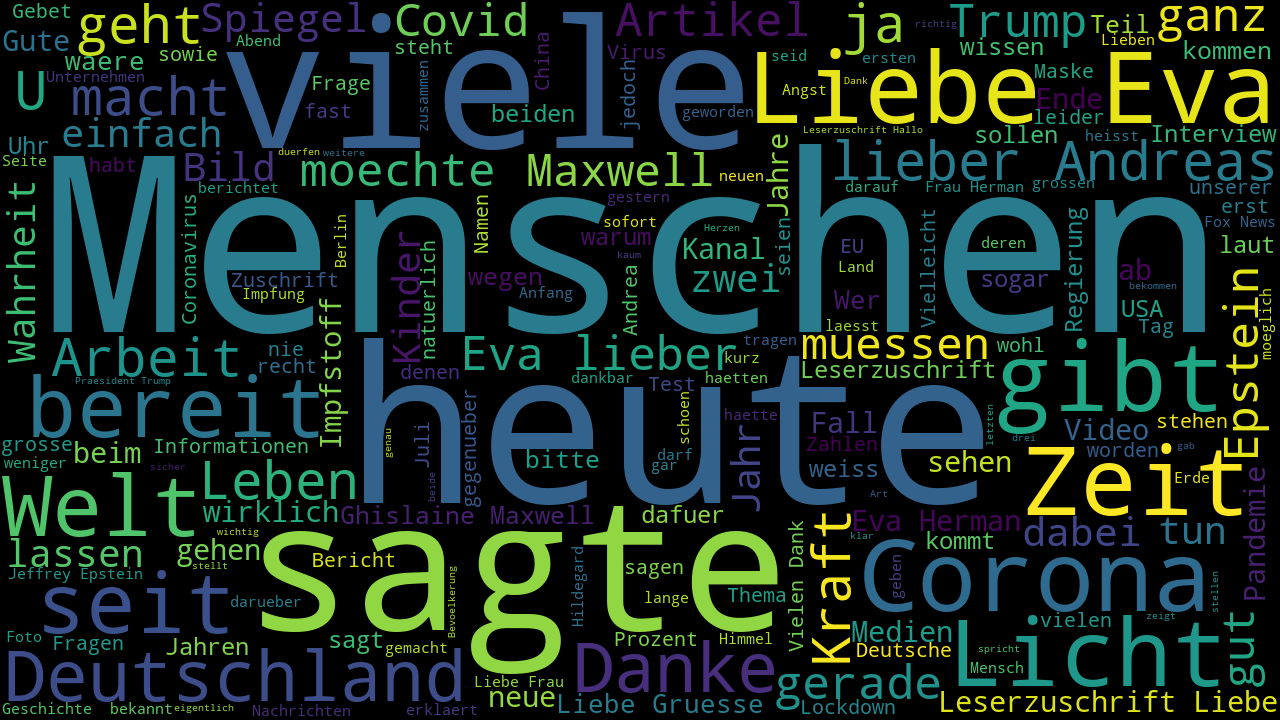 Gebet
geht
Spiegel
Covid
Artikel
ja
Trump
Teil
ganz
richtig
Gute
waere
sowie
Abend
steht
viele
China
Virus
seid
ersten
wissen
Lieben
kommen
Unternehmen
U
macht
Frage
fast
zusammen
beiden
jedoch
geworden
Liebe Eva
Angst
Dank
Maske
Ende
leider
einfach
Leserzuschrift Hallo
sollen
heisst
Interview
Uhr
Seite
habt
Bild
duerfen
weitere
moechte
Maxwell
neuen
Jahre
lieber Andreas
berichtet
gestern
darauf
Frau Herman
grossen
unserer
Wahrheit
Coronavirus
Menschen
Berlin
Namen
sofort
warum
Herzen
kaum
Kanal
seien
EU
Land
Vielleicht
deren
erst
Fox News
laut
Zuschrift
Impfung
Kinder
natuerlich
wegen
Anfang
Andrea
zwei
Wer
laesst
sogar
Regierung
ab
bekommen
USA
Tag
Epstein
moeglich
Arbeit
nie
recht
Impfstoff
denen
Eva lieber
tragen
kurz
muessen
wohl
gibt
Praesident Trump
dankbar
Test
haetten
Leserzuschrift
bereit
heute
schoen
haette
Fall
Zahlen
letzten
drei
Video
stehen
grosse
weniger
beim
Informationen
sicher
genau
Juli
beide
gegenueber
bitte
darf
gar
Jahr
weiss
sehen
worden
gab
Zeit
Erde
Welt
Leben
Art
wirklich
wichtig
Ghislaine Maxwell
dafuer
Vielen Dank
Kraft
Eva Herman
klar
kommt
dabei
tun
Pandemie
lassen
gehen
stellt
sagte
Bericht
Hildegard
sagen
Corona
geben
stellen
Jeffrey Epstein
seit
darueber
Bevoelkerung
lange
Thema
zeigt
Foto
Fragen
Jahren
sagt
gemacht
Prozent
Himmel
Medien
Deutsche
vielen
Licht
spricht
Mensch
gut
Deutschland
Liebe Frau
Danke
gerade
Geschichte
bekannt
eigentlich
Nachrichten
erklaert
neue
Liebe Gruesse
Lockdown
Leserzuschrift Liebe